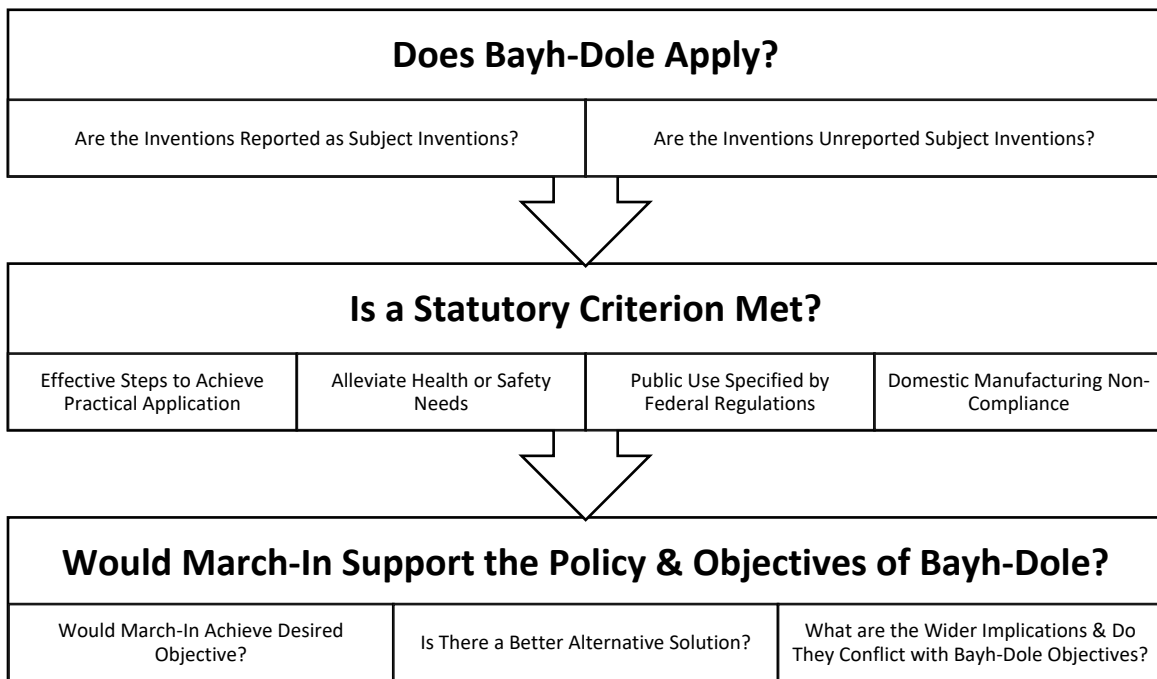 Does Bayh-Dole Apply?
Are the Inventions Reported as Subject Inventions?
Are the Inventions Unreported Subject Inventions?
Is a Statutory Criterion Met?
Effective Steps to Achieve
Practical Application
Alleviate Health or Safety
Needs
Public Use Specified by
Federal Regulations
Domestic Manufacturing Non-
Compliance
Would March-In Support the Policy & Objectives of Bayh-Dole?
Would March-In Achieve Desired
Objective?
Is There a Better Alternative Solution?
What are the Wider Implications & Do
They Conflict with Bayh-Dole Objectives?